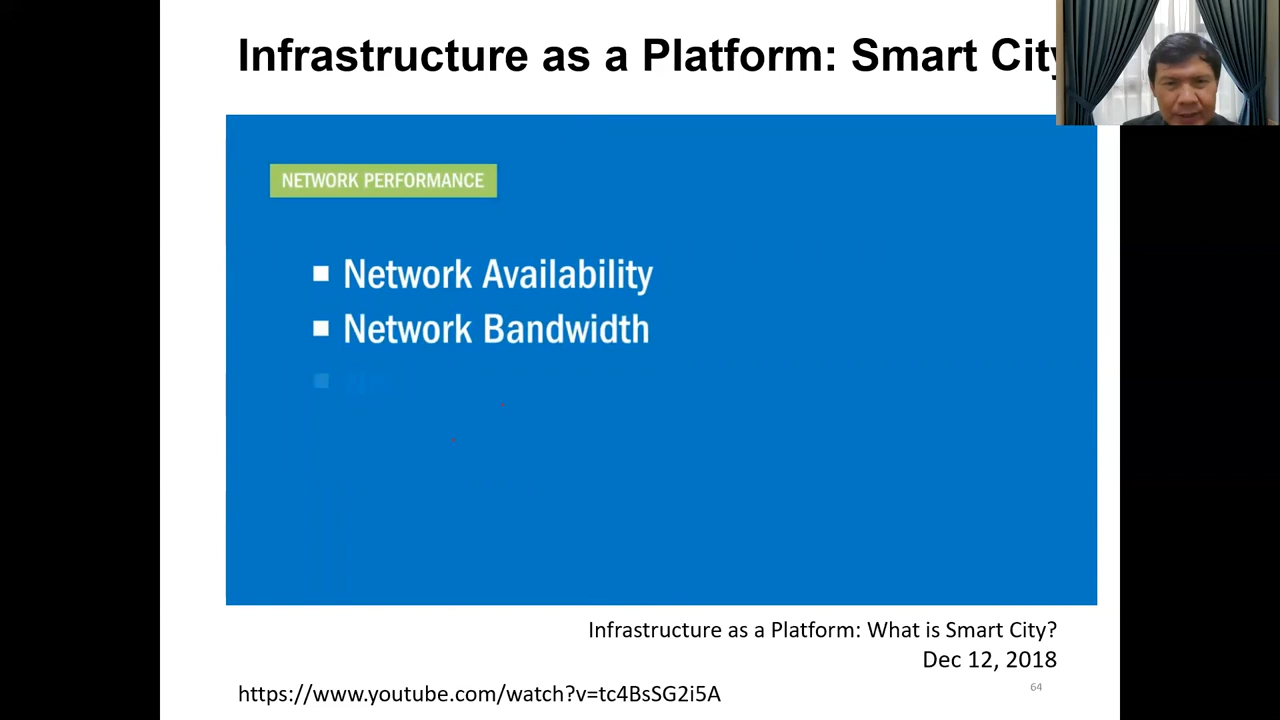 Infrastructure as a Platform: Smart City
NETWORK PERFORMANCE
Network Availability
Network Bandwidth
Infrastructure as a Platform: What is Smart City?
Dec 12, 2018
64
https://www.youtube.com/watch?v=tc4BsSG2i5A